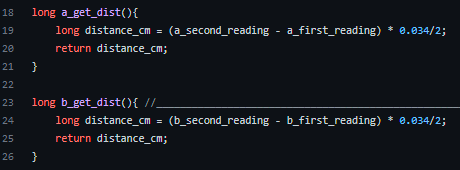 18 long a_get_dist(){
19     long distance_cm = (a_second_reading - a_first_reading) * 0.034/2;
20     return distance_cm;
21 }
22
23 long b_get_dist(){ //___________________________________________________
24     long distance_cm = (b_second_reading - b_first_reading) * 0.034/2;
25     return distance_cm;
26 }